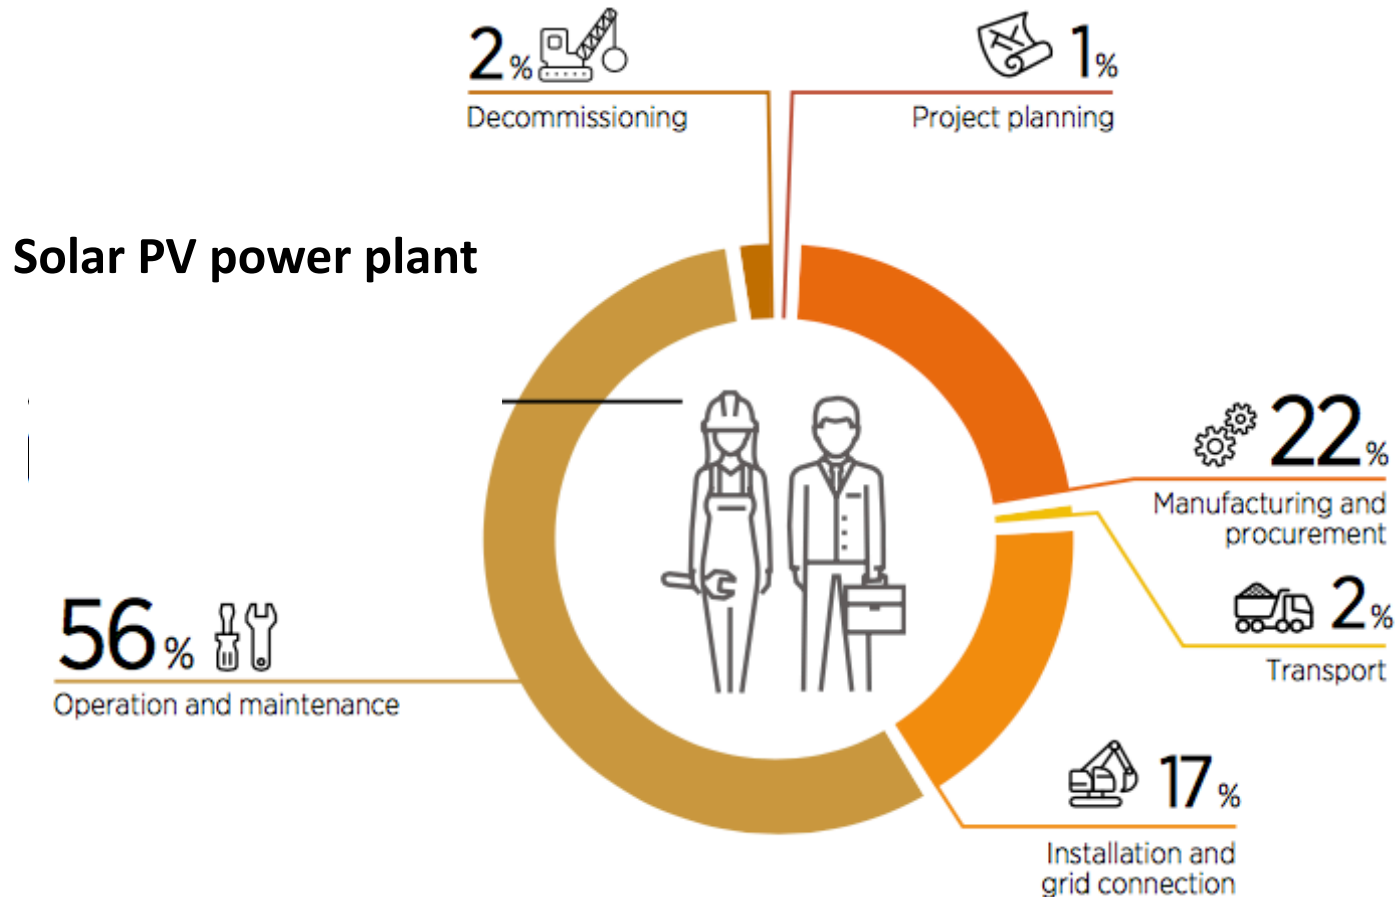 2%
Decommissioning
1%
Project planning
Solar PV power plant
22%
Manufacturing and
procurement
2%
Transport
56%
Operation and maintenance
17%
Installation and
grid connection